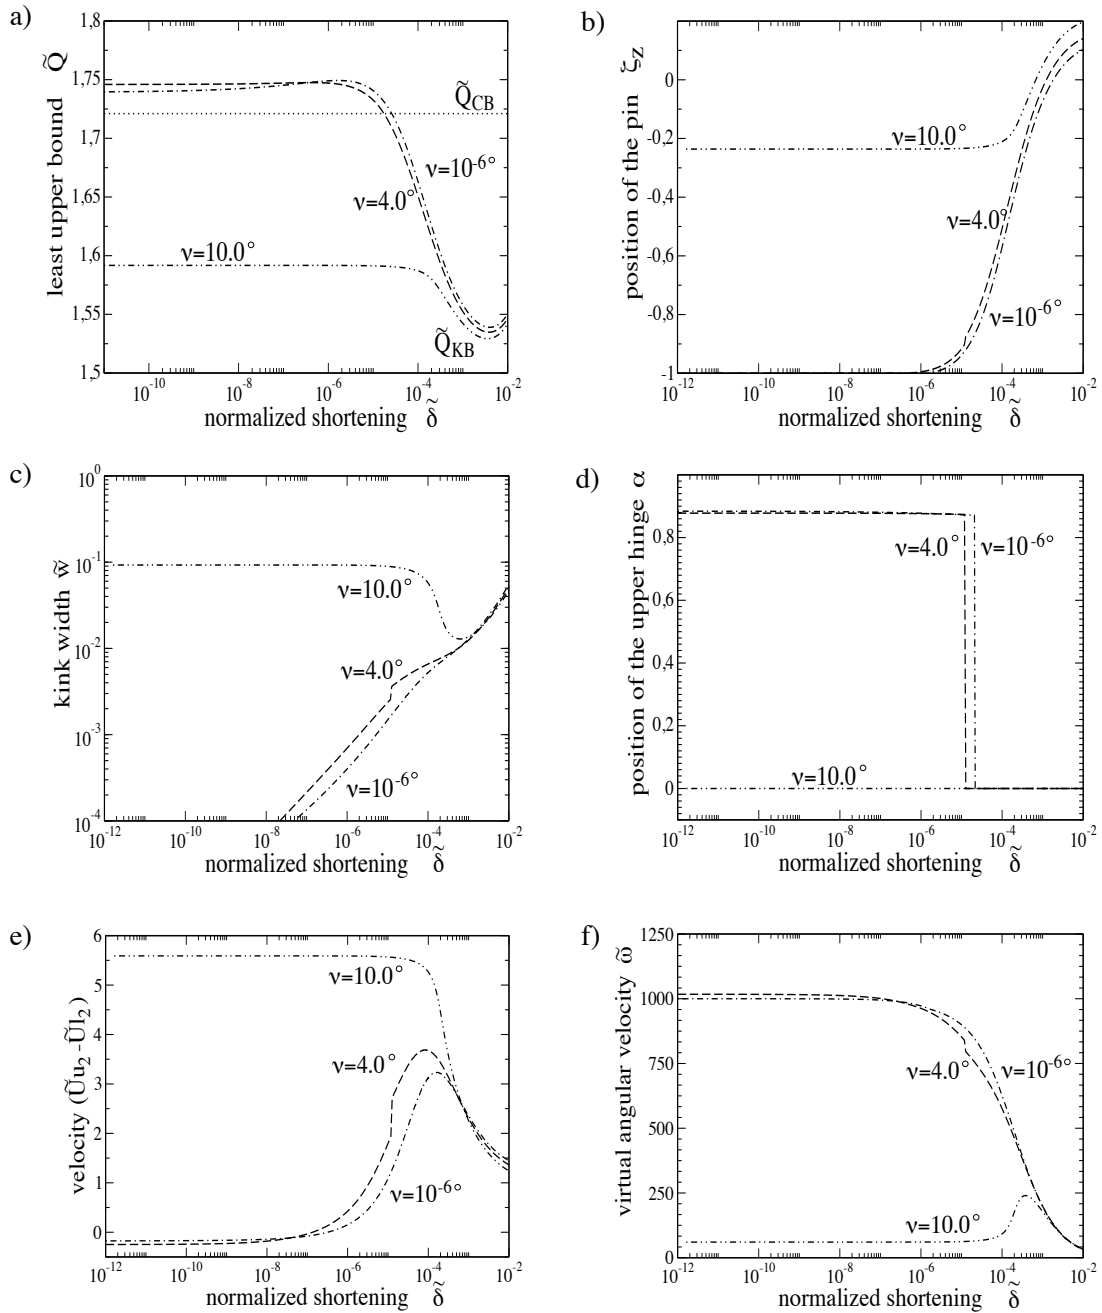 a)
least upper bound Q̃
1,8
1,75
1,7
1,65
1,6
1,55
1,5
Q̃CB
ν=10⁻⁶°
ν=4.0°
ν=10.0°
Q̃KB
10⁻¹⁰ 10⁻⁸ 10⁻⁶ 10⁻⁴ 10⁻²
normalized shortening δ̃
b)
position of the pin ζz
0
-0,2
-0,4
-0,6
-0,8
-1
ν=10.0°
ν=4.0°
ν=10⁻⁶°
10⁻¹² 10⁻¹⁰ 10⁻⁸ 10⁻⁶ 10⁻⁴ 10⁻²
normalized shortening δ̃
c)
kink width w̃
10⁰
10⁻¹
10⁻²
10⁻³
10⁻⁴
ν=10.0°
ν=4.0°
ν=10⁻⁶°
10⁻¹² 10⁻¹⁰ 10⁻⁸ 10⁻⁶ 10⁻⁴ 10⁻²
normalized shortening δ̃
d)
position of the upper hinge α
0,8
0,6
0,4
0,2
0
ν=4.0° ν=10⁻⁶°
ν=10.0°
10⁻¹² 10⁻¹⁰ 10⁻⁸ 10⁻⁶ 10⁻⁴ 10⁻²
normalized shortening δ̃
e)
velocity (Ũu₂ -Ũl₂)
6
5
4
3
2
1
0
ν=10.0°
ν=4.0°
ν=10⁻⁶°
10⁻¹² 10⁻¹⁰ 10⁻⁸ 10⁻⁶ 10⁻⁴ 10⁻²
normalized shortening δ̃
f)
virtual angular velocity ω̃
1250
1000
750
500
250
0
ν=4.0° ν=10⁻⁶°
ν=10.0°
10⁻¹² 10⁻¹⁰ 10⁻⁸ 10⁻⁶ 10⁻⁴ 10⁻²
normalized shortening δ̃